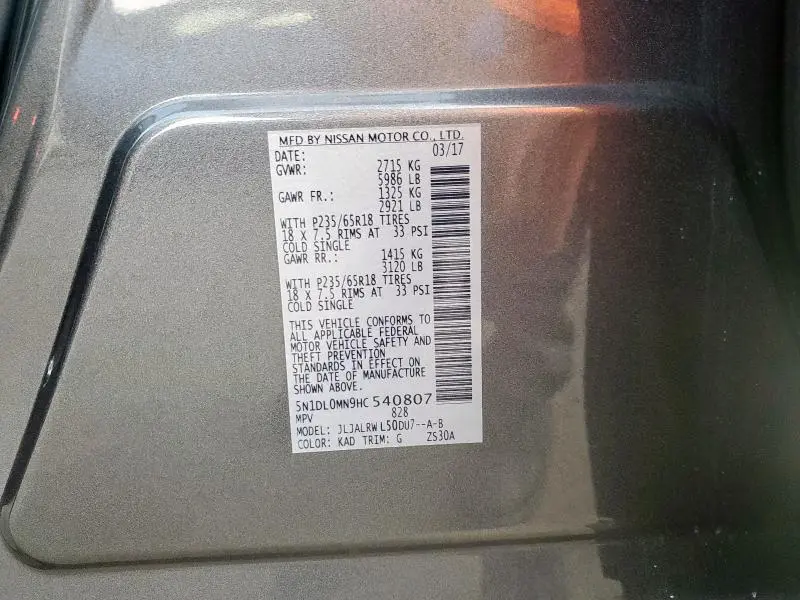 MFD BY NISSAN MOTOR CO., LTD.
DATE: 03/17
GVWR: 2715 KG
5986 LB
GAWR FR.: 1325 KG
2921 LB
WITH P235/65R18 TIRES
18 X 7.5 RIMS AT 33 PSI
COLD SINGLE
GAWR RR.: 1415 KG
3120 LB
WITH P235/65R18 TIRES
18 X 7.5 RIMS AT 33 PSI
COLD SINGLE
THIS VEHICLE CONFORMS TO
ALL APPLICABLE FEDERAL
MOTOR VEHICLE SAFETY AND
THEFT PREVENTION
STANDARDS IN EFFECT ON
THE DATE OF MANUFACTURE
SHOWN ABOVE.
5N1DL0MN9HC540807
MPV 828
MODEL: JLJALRWL50DU7--A-B
COLOR: KAD TRIM: G ZS30A